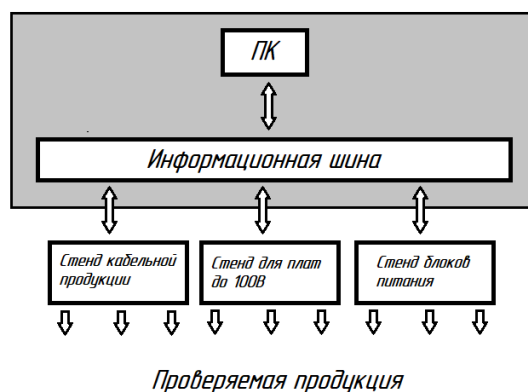 ПК
Информационная шина
Стенд кабельной
продукции
Стенд для плат
до 100В
Стенд блоков
питания
Проверяемая продукция